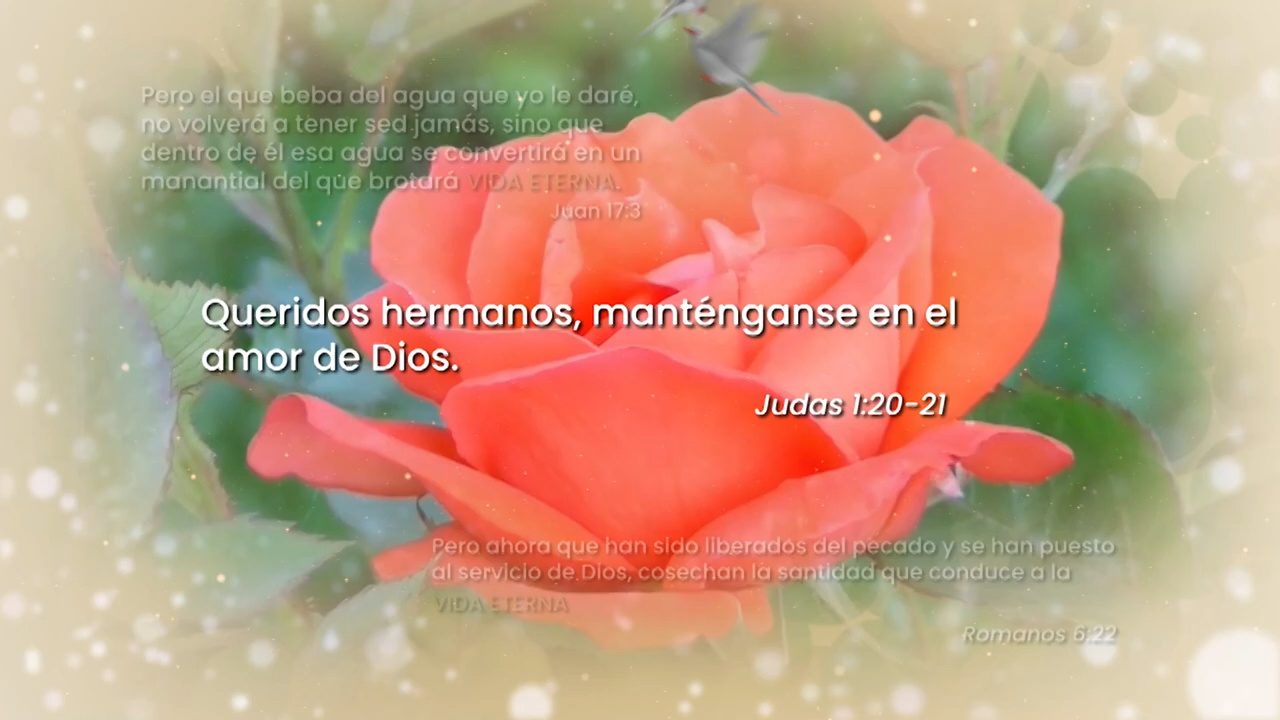 Pero el que beba del agua que yo le daré,
no volverá a tener sed jamás, sino que
dentro de él esa agua se convertirá en un
manantial del que brotará VIDA ETERNA.
Juan 17:3
Queridos hermanos, manténganse en el
amor de Dios.
Judas 1:20-21
Pero ahora que han sido liberados del pecado y se han puesto
al servicio de Dios, cosechan la santidad que conduce a la
VIDA ETERNA
Romanos 6:22